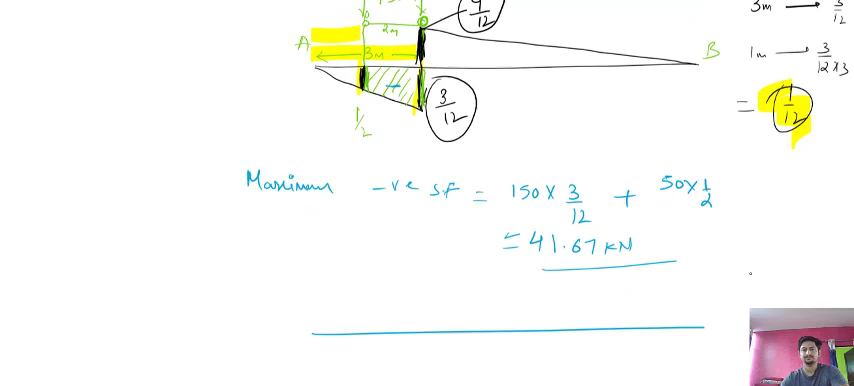 9/12
3m → 3/12
2m
A
3m
B
1m → 3/12×3
3/12
= 1/12
1/2
Maximum -ve SF = 150 × 3/12 + 50 × 1/2
= 41.67 KN